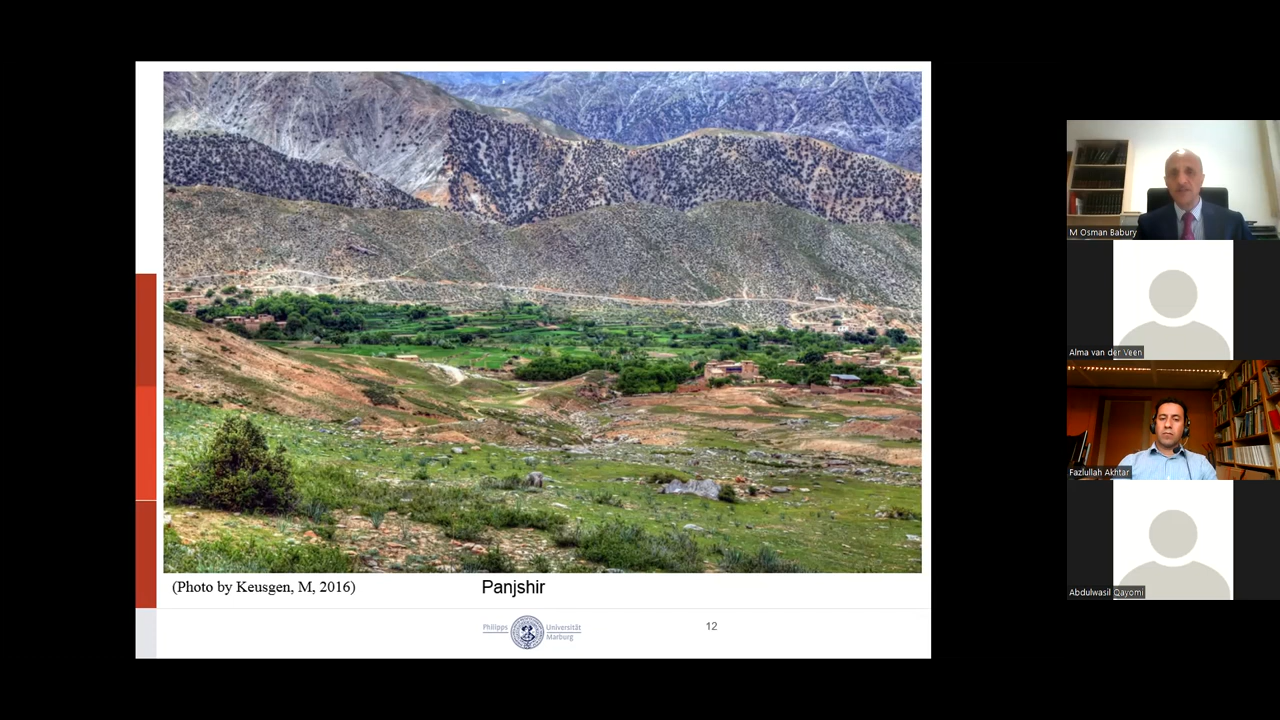 (Photo by Keusgen, M, 2016)
Panjshir
Philipps
Universität
Marburg
12
M Osman Babury
Alma van der Veen
Fazlullah Akhtar
Abdulwasil Qayomi